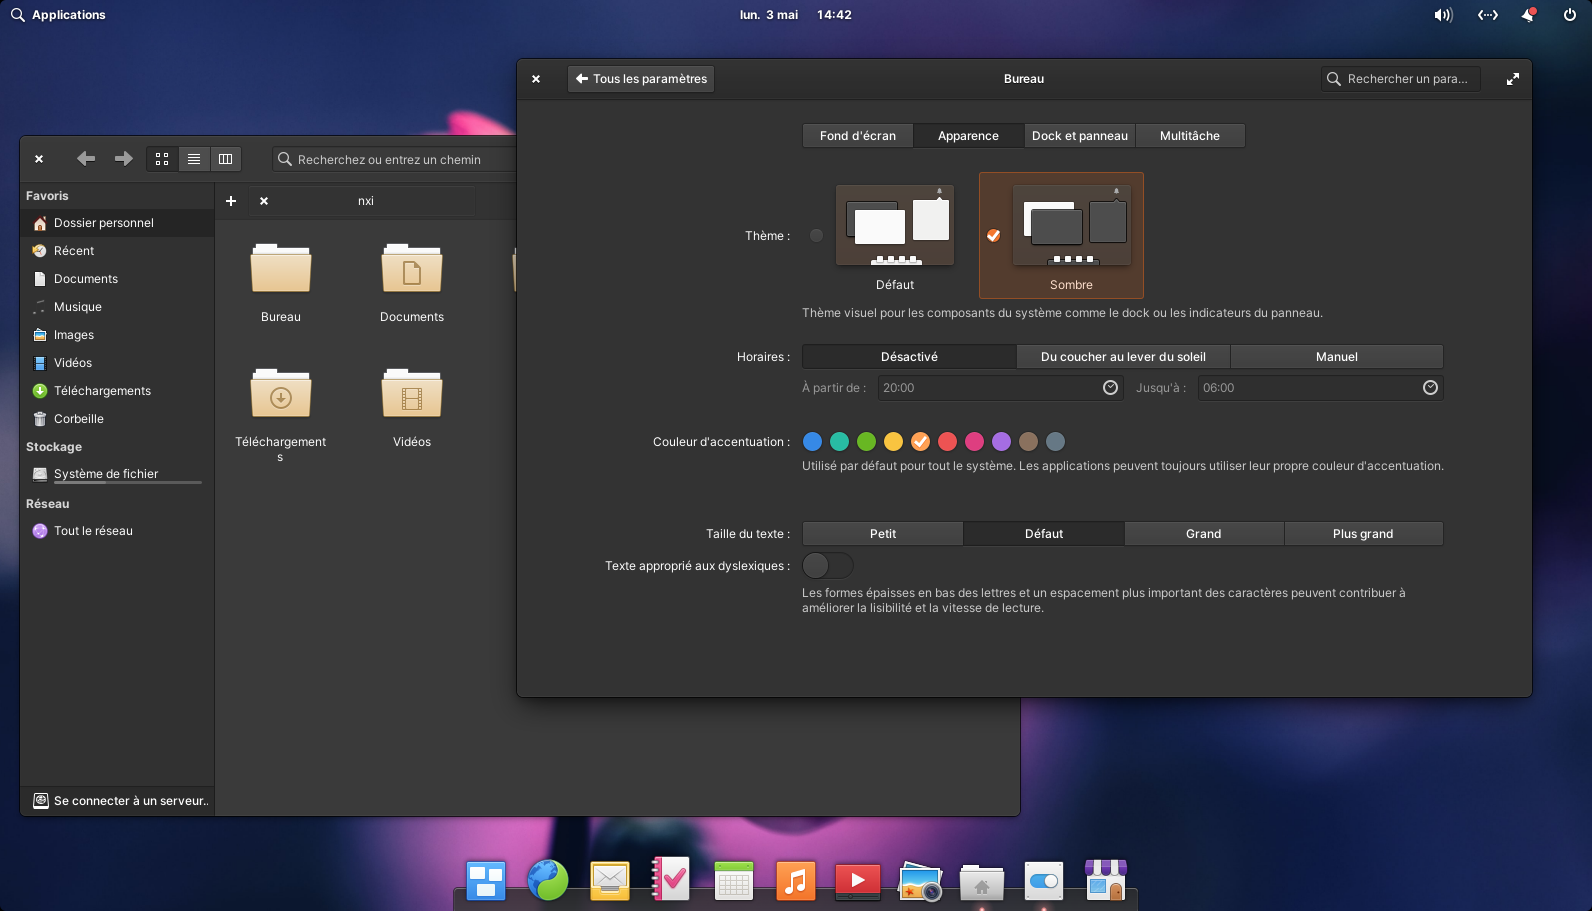 Applications
lun. 3 mai 14:42
Tous les paramètres
Bureau
Rechercher un para...
Fond d'écran
Apparence
Dock et panneau
Multitâche
Thème :
Défaut
Sombre
Thème visuel pour les composants du système comme le dock ou les indicateurs du panneau.
Horaires :
Désactivé
Du coucher au lever du soleil
Manuel
À partir de :
20:00
Jusqu'à :
06:00
Couleur d'accentuation :
Utilisé par défaut pour tout le système. Les applications peuvent toujours utiliser leur propre couleur d'accentuation.
Taille du texte :
Petit
Défaut
Grand
Plus grand
Texte approprié aux dyslexiques :
Les formes épaisses en bas des lettres et un espacement plus important des caractères peuvent contribuer à
améliorer la lisibilité et la vitesse de lecture.
Recherchez ou entrez un chemin
Favoris
Dossier personnel
Récent
Documents
Musique
Images
Vidéos
Téléchargements
Corbeille
Stockage
Système de fichier
Réseau
Tout le réseau
Se connecter à un serveur..
nxi
Bureau
Documents
Téléchargement
s
Vidéos